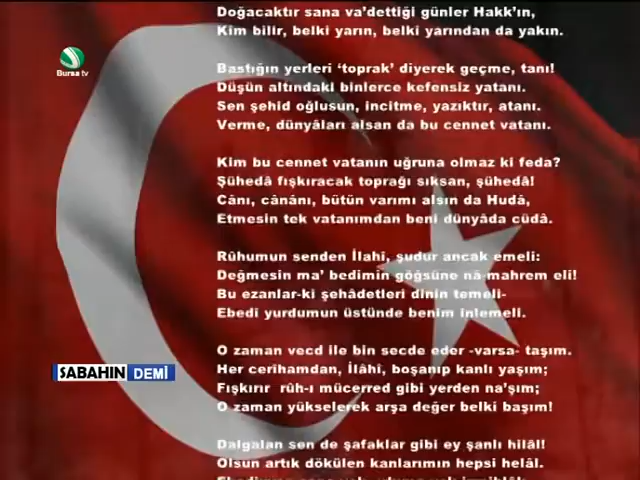 Doğacaktır sana va'dettiği günler Hakk'ın,
Kim bilir, belki yarın, belki yarından da yakın.
Bursa tv
Bastığın yerleri 'toprak' diyerek geçme, tanı!
Düşün altındaki binlerce kefensiz yatanı.
Sen şehid oğlusun, incitme, yazıktır, atanı.
Verme, dünyâları alsan da bu cennet vatanı.
Kim bu cennet vatanın uğruna olmaz ki feda?
Şühedâ fışkıracak toprağı sıksan, şühedâ!
Cânı, cânânı, bütün varımı alsın da Hudâ,
Etmesin tek vatanımdan beni dünyâda cüdâ.
Rûhumun senden İlahi, şudur ancak emeli:
Değmesin ma' bedimin göğsüne nâ-mahrem eli!
Bu ezanlar-ki şehâdetleri dinin temeli-
Ebedi yurdumun üstünde benim inlemeli.
O zaman vecd ile bin secde eder -varsa- taşım.
Her cerihamdan, İlâhi, boşanıp kanlı yaşım;
Fışkırır rûh-ı mücerred gibi yerden na'şım;
O zaman yükselerek arşa değer belki başım!
SABAHIN DEMİ
Dalgalan sen de şafaklar gibi ey şanlı hilâl!
Olsun artık dökülen kanlarımın hepsi helâl.